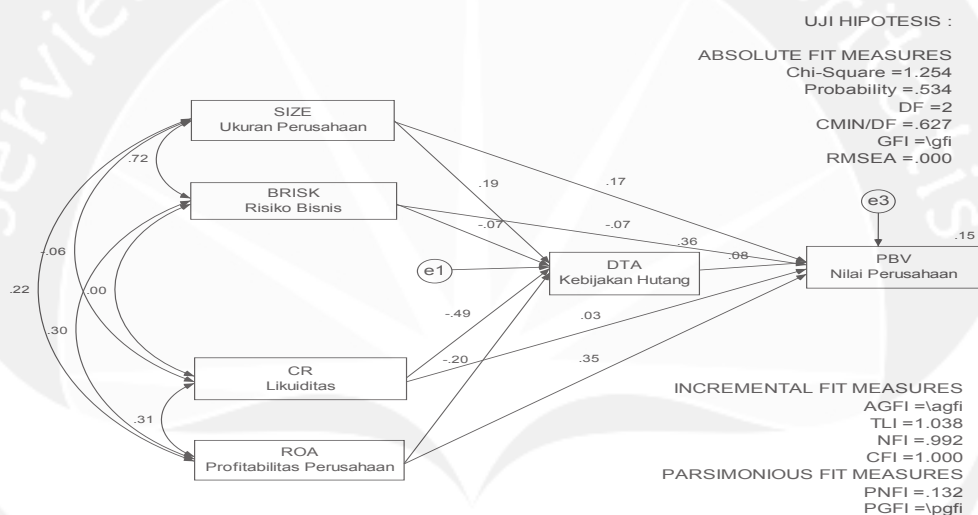 UJI HIPOTESIS :
ABSOLUTE FIT MEASURES
Chi-Square =1.254
Probability =.534
DF =2
CMIN/DF =.627
GFI =\gfi
RMSEA =.000
SIZE
Ukuran Perusahaan
.72
BRISK
Risiko Bisnis
.19
.17
-.07
-.07
.36
.08
e3
.15
PBV
Nilai Perusahaan
e1
DTA
Kebijakan Hutang
-.06
.22
.00
.30
-.49
.03
-.20
.35
CR
Likuiditas
.31
ROA
Profitabilitas Perusahaan
INCREMENTAL FIT MEASURES
AGFI =\agfi
TLI =1.038
NFI =.992
CFI =1.000
PARSIMONIOUS FIT MEASURES
PNFI =.132
PGFI =\pgfi